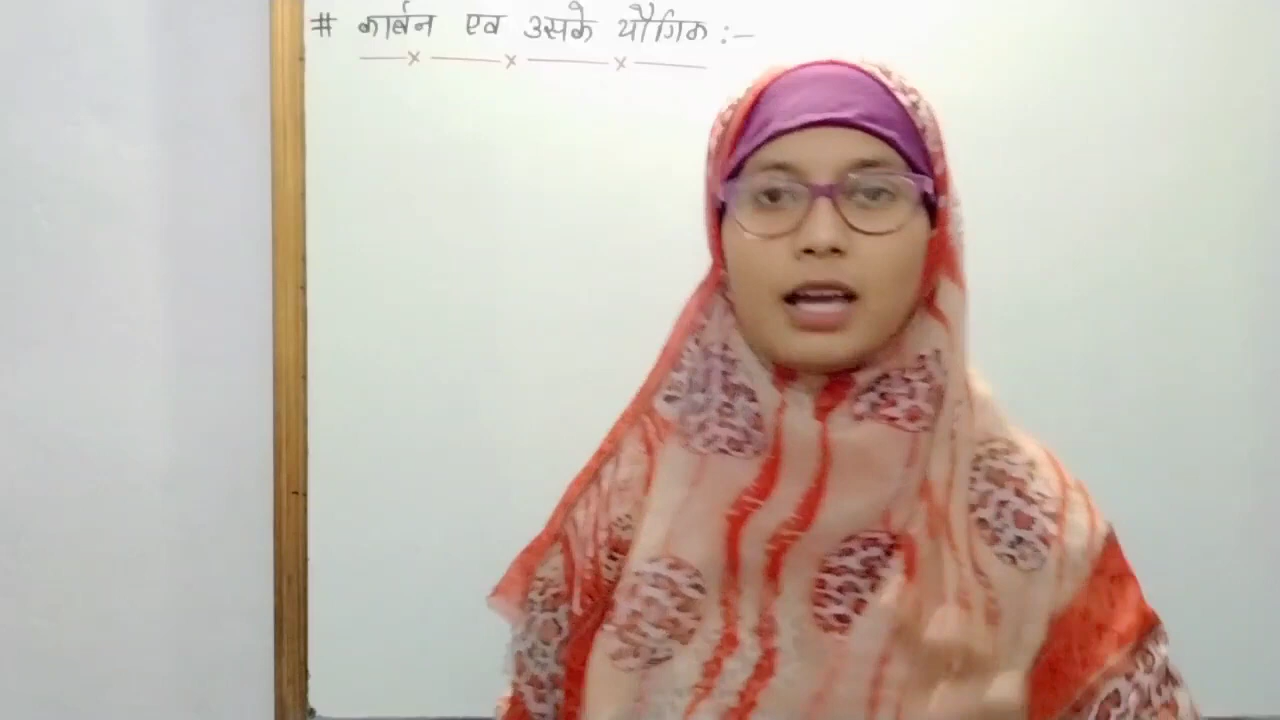 # कार्बन एव उसके यौगिक :-